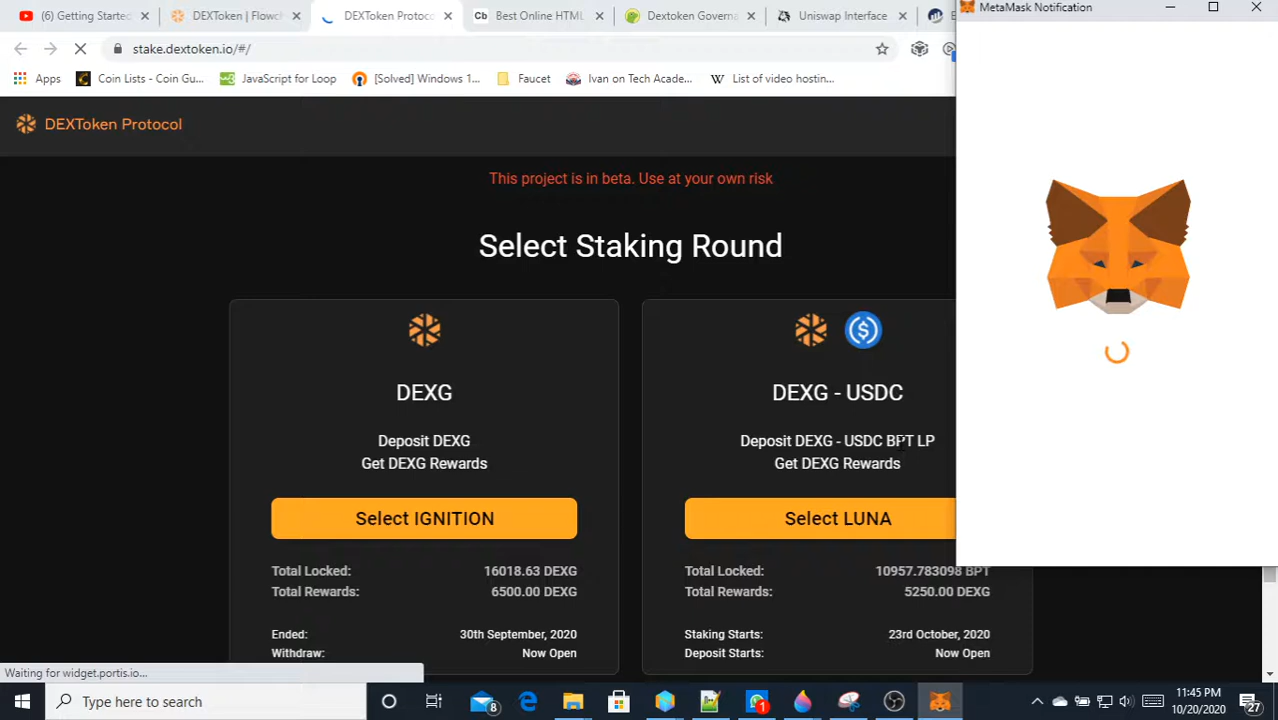 (6) Getting Started
DEXToken | Flowch
DEXToken Protoco
Cb
Best Online HTML
Dextoken Governa
Uniswap Interface
MetaMask Notification
stake.dextoken.io/#/
Apps
Coin Lists - Coin Gu...
JavaScript for Loop
[Solved] Windows 1...
Faucet
Ivan on Tech Acade...
W
List of video hostin...
DEXToken Protocol
This project is in beta. Use at your own risk
Select Staking Round
DEXG
Deposit DEXG
Get DEXG Rewards
Select IGNITION
Total Locked: 16018.63 DEXG
Total Rewards: 6500.00 DEXG
Ended: 30th September, 2020
Withdraw: Now Open
DEXG - USDC
Deposit DEXG - USDC BPT LP
Get DEXG Rewards
Select LUNA
Total Locked: 10957.783098 BPT
Total Rewards: 5250.00 DEXG
Staking Starts: 23rd October, 2020
Deposit Starts: Now Open
Waiting for widget.portis.io...
Type here to search
8
1
11:45 PM
10/20/2020
27